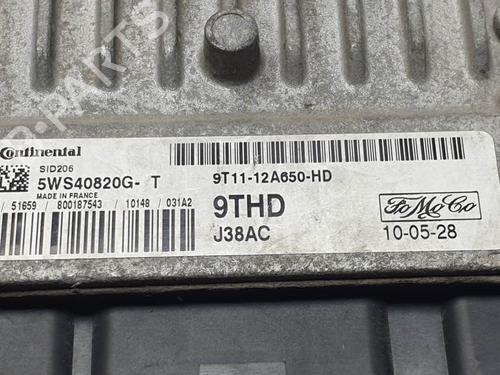 Continental
SID206
5WS40820G- T
MADE IN FRANCE
51659 / 800187543 / 10148 / 031A2
9T11-12A650-HD
9THD
J38AC
FoMoCo
10-05-28